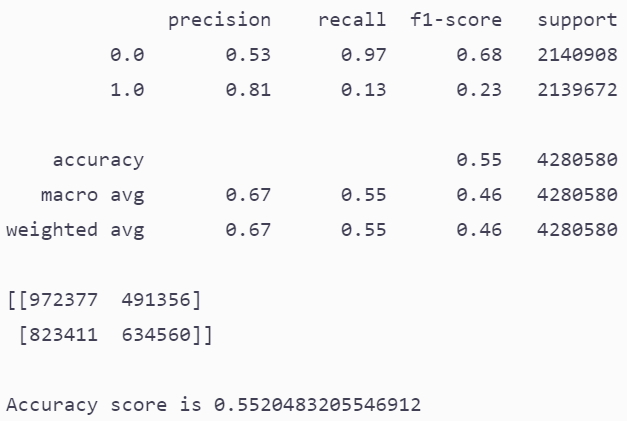 precision recall f1-score support
0.0 0.53 0.97 0.68 2140908
1.0 0.81 0.13 0.23 2139672
accuracy 0.55 4280580
macro avg 0.67 0.55 0.46 4280580
weighted avg 0.67 0.55 0.46 4280580
[[972377 491356]
[823411 634560]]
Accuracy score is 0.5520483205546912